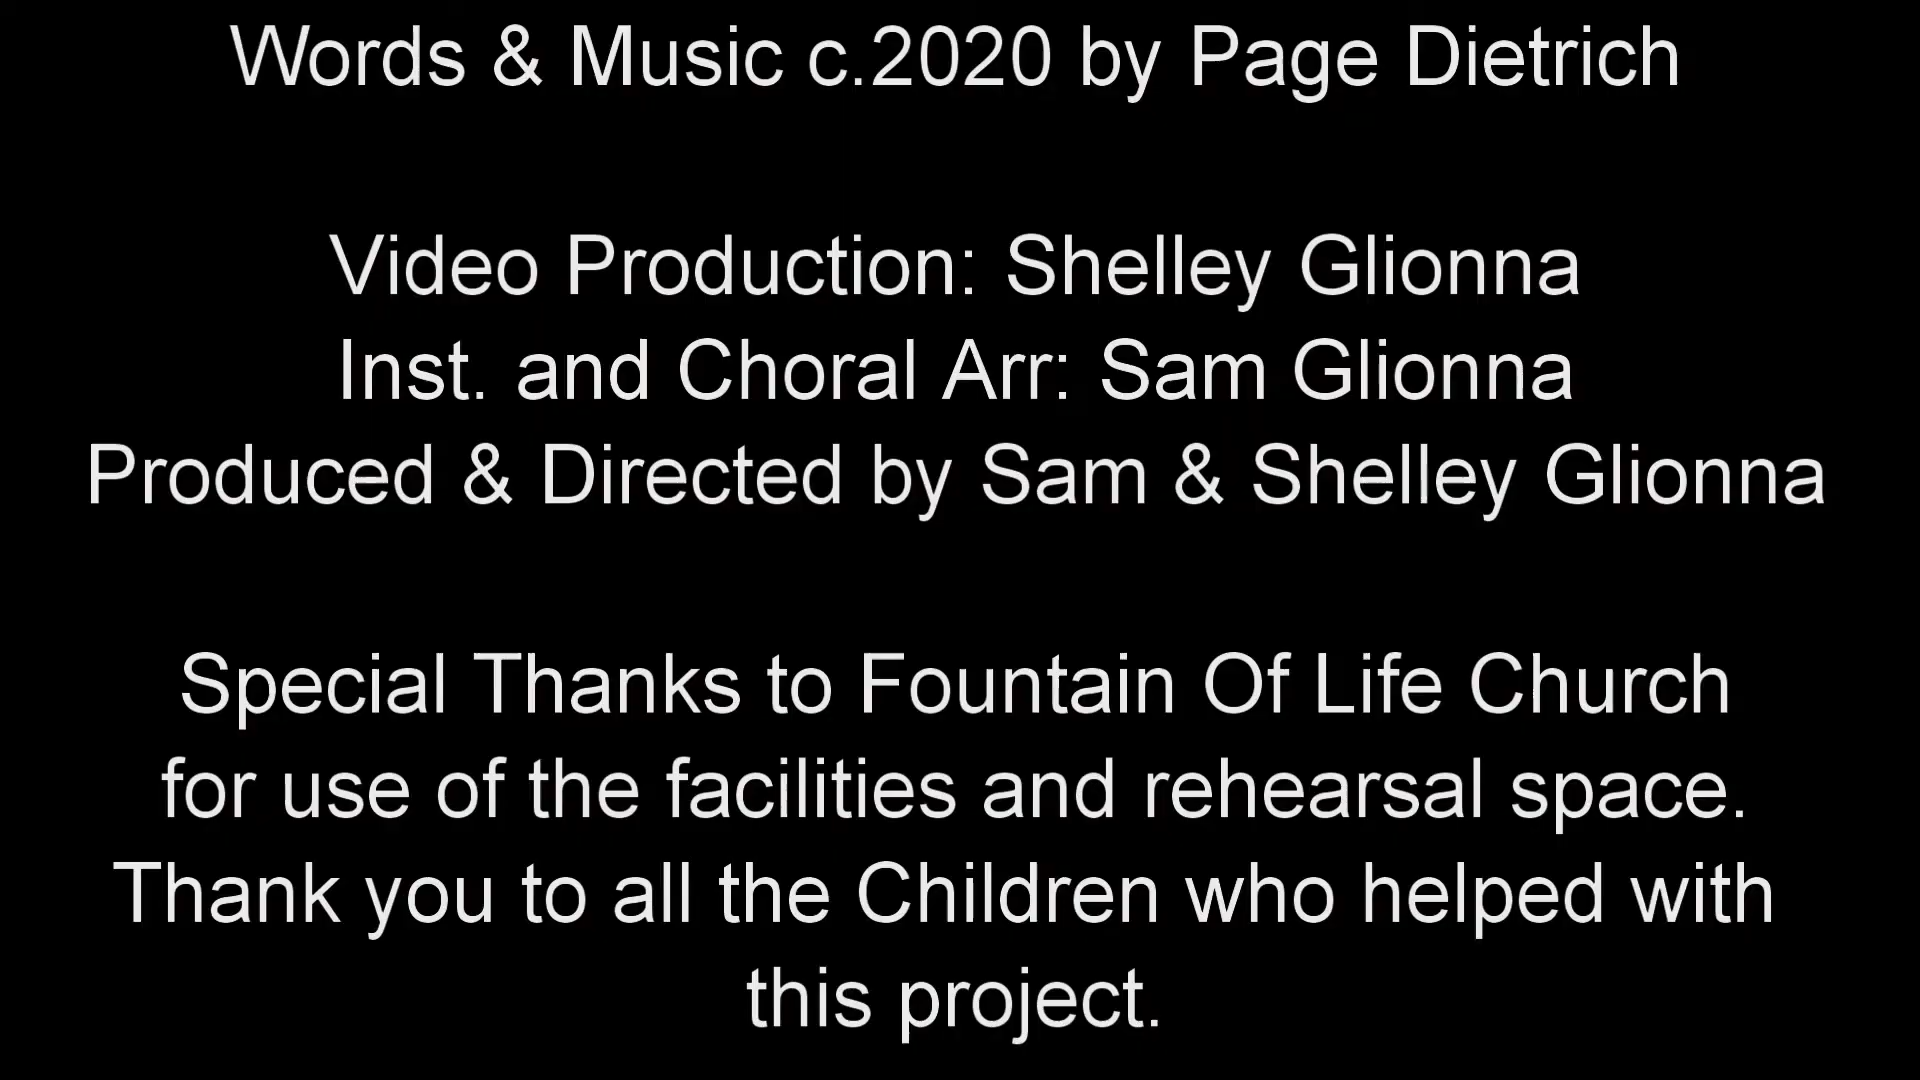 Words & Music c.2020 by Page Dietrich
Video Production: Shelley Glionna
Inst. and Choral Arr: Sam Glionna
Produced & Directed by Sam & Shelley Glionna
Special Thanks to Fountain Of Life Church
for use of the facilities and rehearsal space.
Thank you to all the Children who helped with
this project.